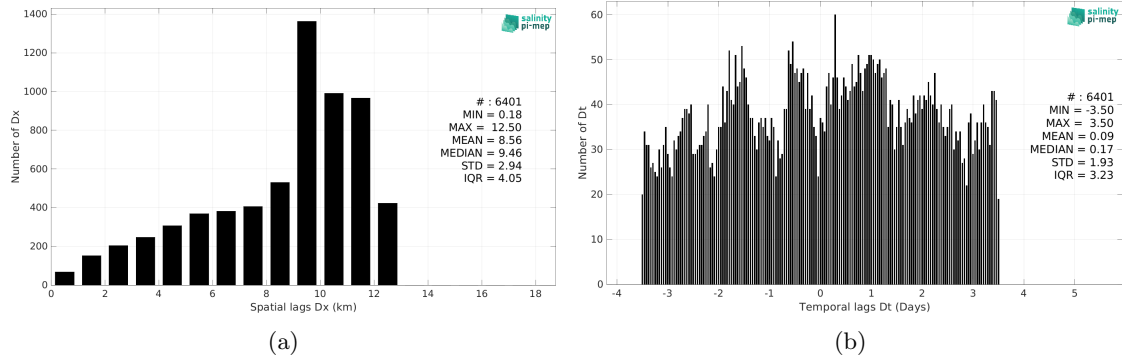 salinity
pi-mep
1400
1200
1000
800
600
400
200
0
Number of Dx
# : 6401
MIN = 0.18
MAX = 12.50
MEAN = 8.56
MEDIAN = 9.46
STD = 2.94
IQR = 4.05
0 2 4 6 8 10 12 14 16 18
Spatial lags Dx (km)
(a)
salinity
pi-mep
60
50
40
30
20
10
0
Number of Dt
# : 6401
MIN = -3.50
MAX = 3.50
MEAN = 0.09
MEDIAN = 0.17
STD = 1.93
IQR = 3.23
-4 -3 -2 -1 0 1 2 3 4 5
Temporal lags Dt (Days)
(b)